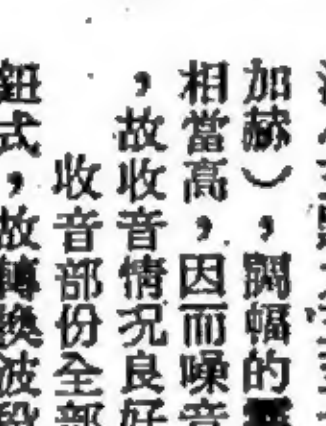 加赫），調幅的
相當高，因而噪音
，故收音情況良好
收音部份全部
鈕式，故轉換波段